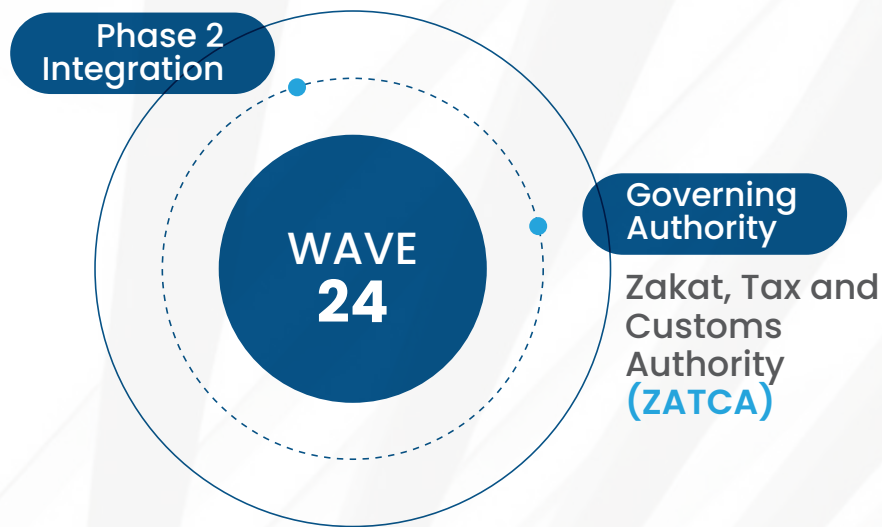 Phase 2
Integration
WAVE
24
Governing
Authority
Zakat, Tax and
Customs
Authority
(ZATCA)